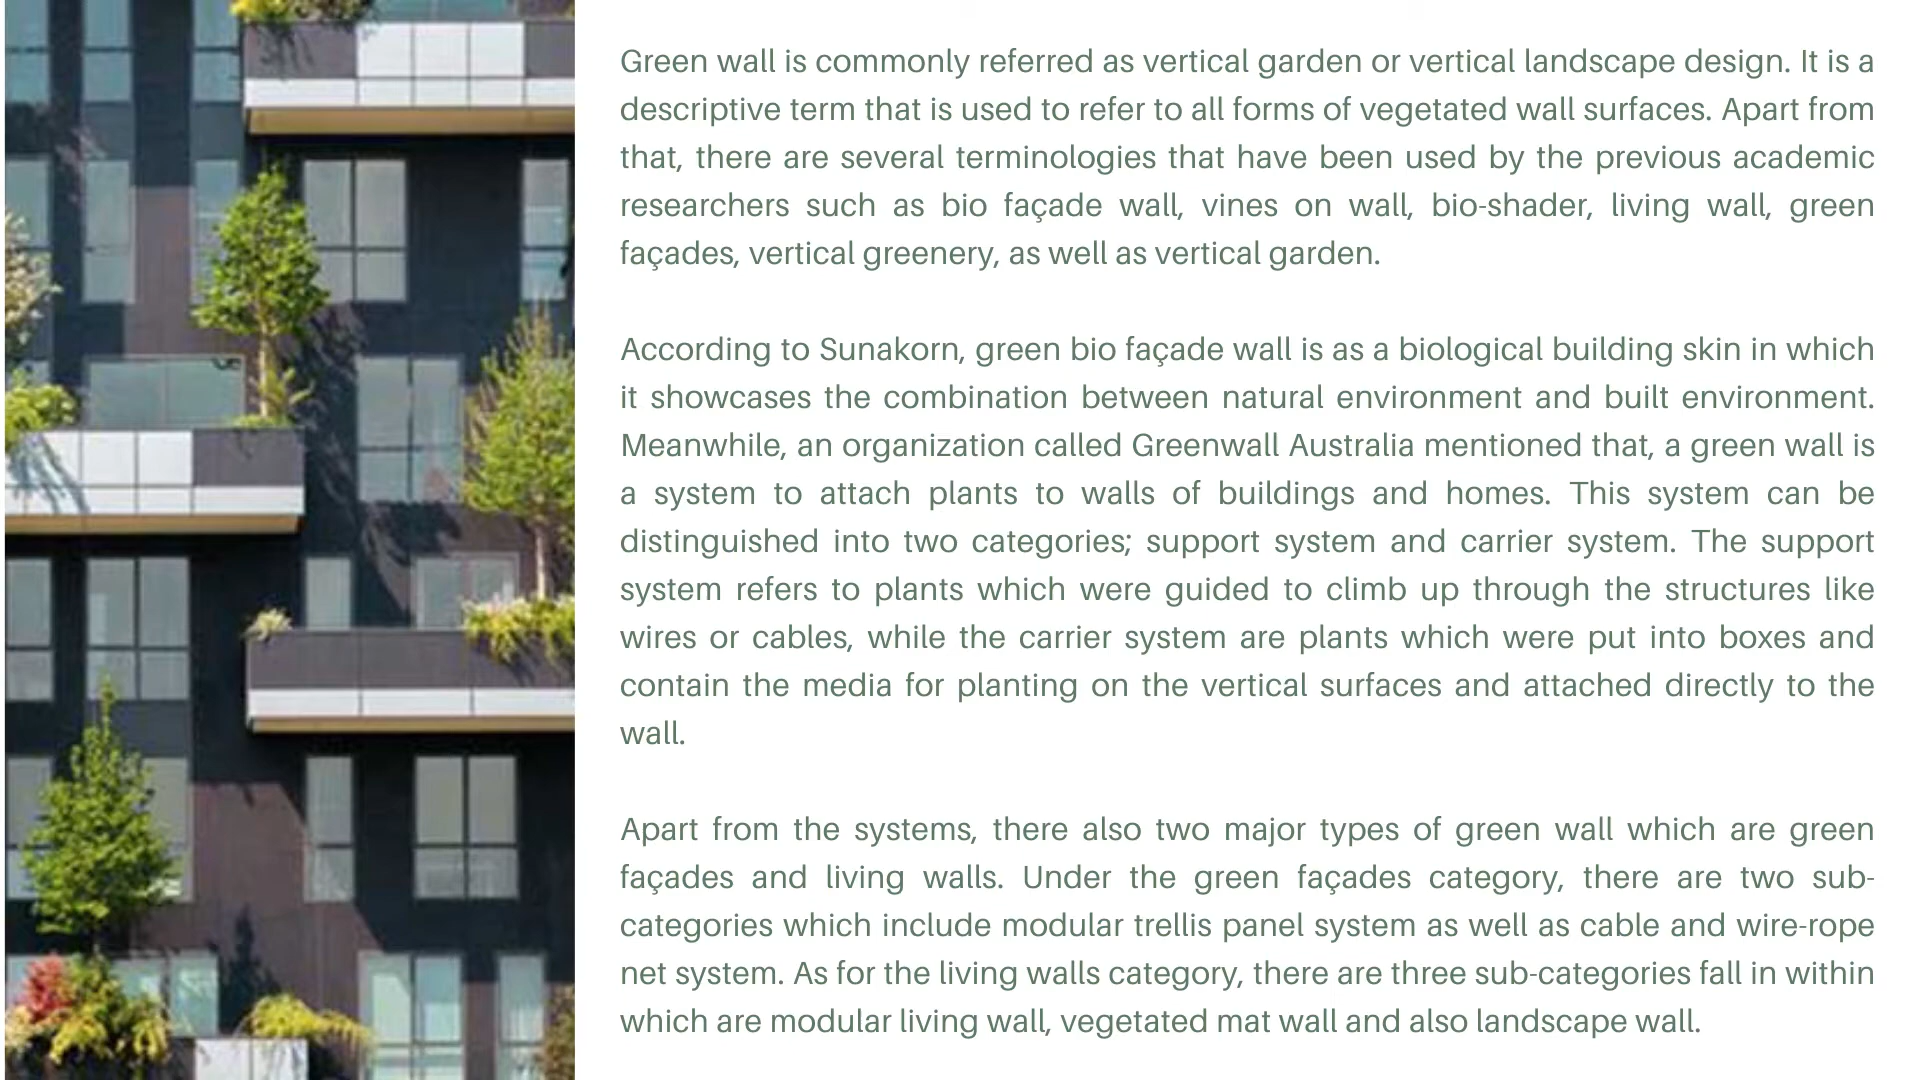 Green wall is commonly referred as vertical garden or vertical landscape design. It is a
descriptive term that is used to refer to all forms of vegetated wall surfaces. Apart from
that, there are several terminologies that have been used by the previous academic
researchers such as bio façade wall, vines on wall, bio-shader, living wall, green
façades, vertical greenery, as well as vertical garden.
According to Sunakorn, green bio façade wall is as a biological building skin in which
it showcases the combination between natural environment and built environment.
Meanwhile, an organization called Greenwall Australia mentioned that, a green wall is
a system to attach plants to walls of buildings and homes. This system can be
distinguished into two categories; support system and carrier system. The support
system refers to plants which were guided to climb up through the structures like
wires or cables, while the carrier system are plants which were put into boxes and
contain the media for planting on the vertical surfaces and attached directly to the
wall.
Apart from the systems, there also two major types of green wall which are green
façades and living walls. Under the green façades category, there are two sub-
categories which include modular trellis panel system as well as cable and wire-rope
net system. As for the living walls category, there are three sub-categories fall in within
which are modular living wall, vegetated mat wall and also landscape wall.